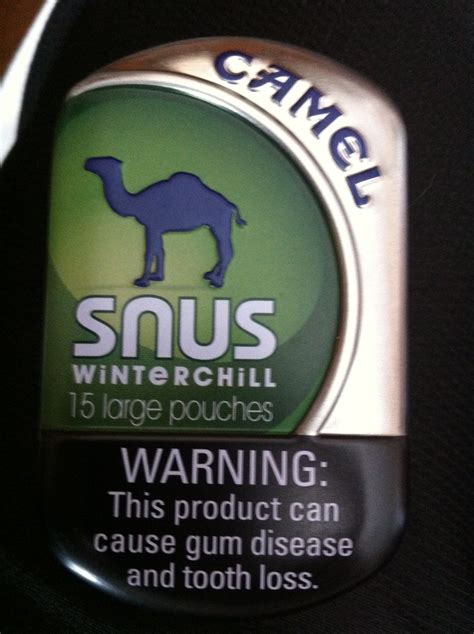 CAMEL
SNUS
WINTERCHILL
15 large pouches
WARNING:
This product can
cause gum disease
and tooth loss.